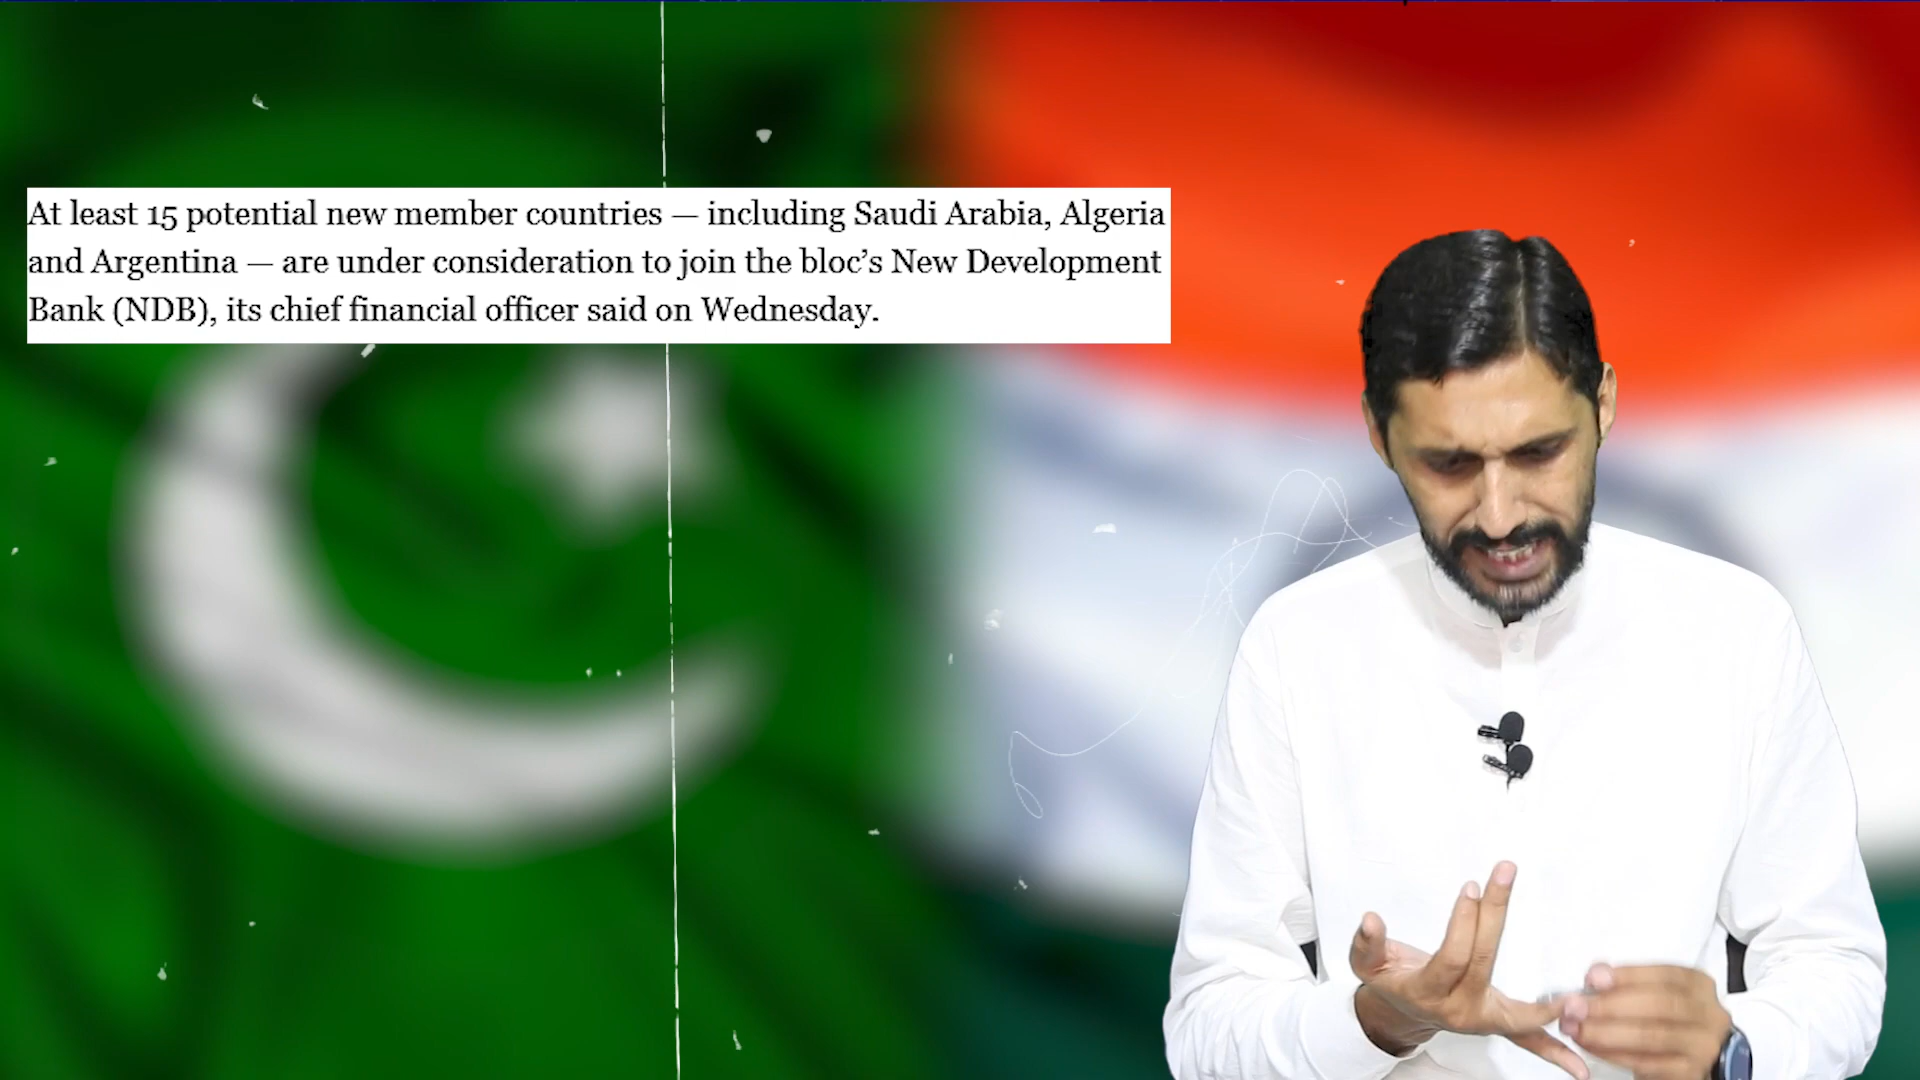 At least 15 potential new member countries — including Saudi Arabia, Algeria
and Argentina — are under consideration to join the bloc’s New Development
Bank (NDB), its chief financial officer said on Wednesday.